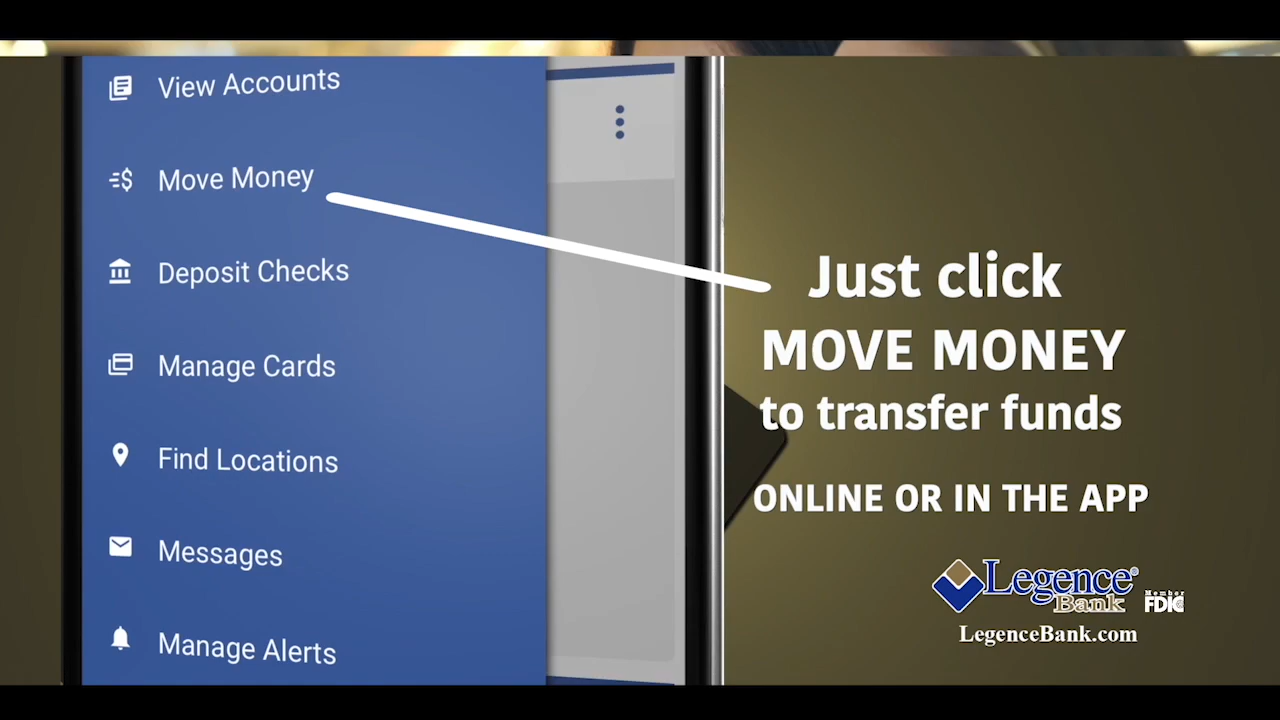 View Accounts
Move Money
Deposit Checks
Manage Cards
Find Locations
Messages
Manage Alerts
Just click
MOVE MONEY
to transfer funds
ONLINE OR IN THE APP
Legence®
Bank
Member
FDIC
LegenceBank.com